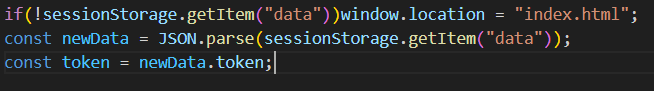 if(!sessionStorage.getItem("data"))window.location = "index.html";
const newData = JSON.parse(sessionStorage.getItem("data"));
const token = newData.token;